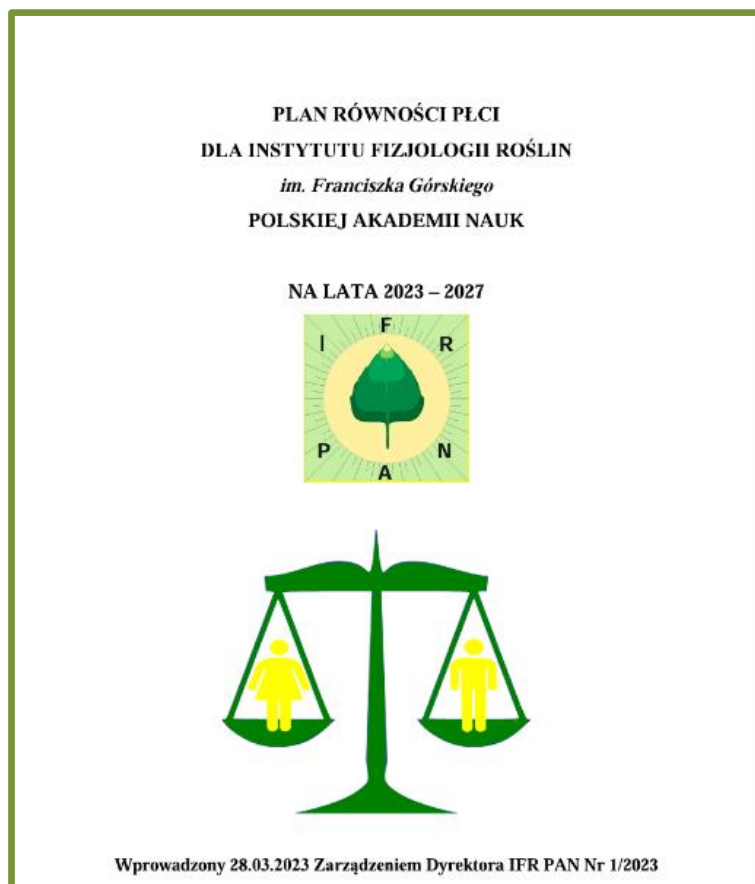 PLAN RÓWNOŚCI PŁCI
DLA INSTYTUTU FIZJOLOGII ROŚLIN
im. Franciszka Górskiego
POLSKIEJ AKADEMII NAUK
NA LATA 2023 – 2027
I F R
P A N
Wprowadzony 28.03.2023 Zarządzeniem Dyrektora IFR PAN Nr 1/2023